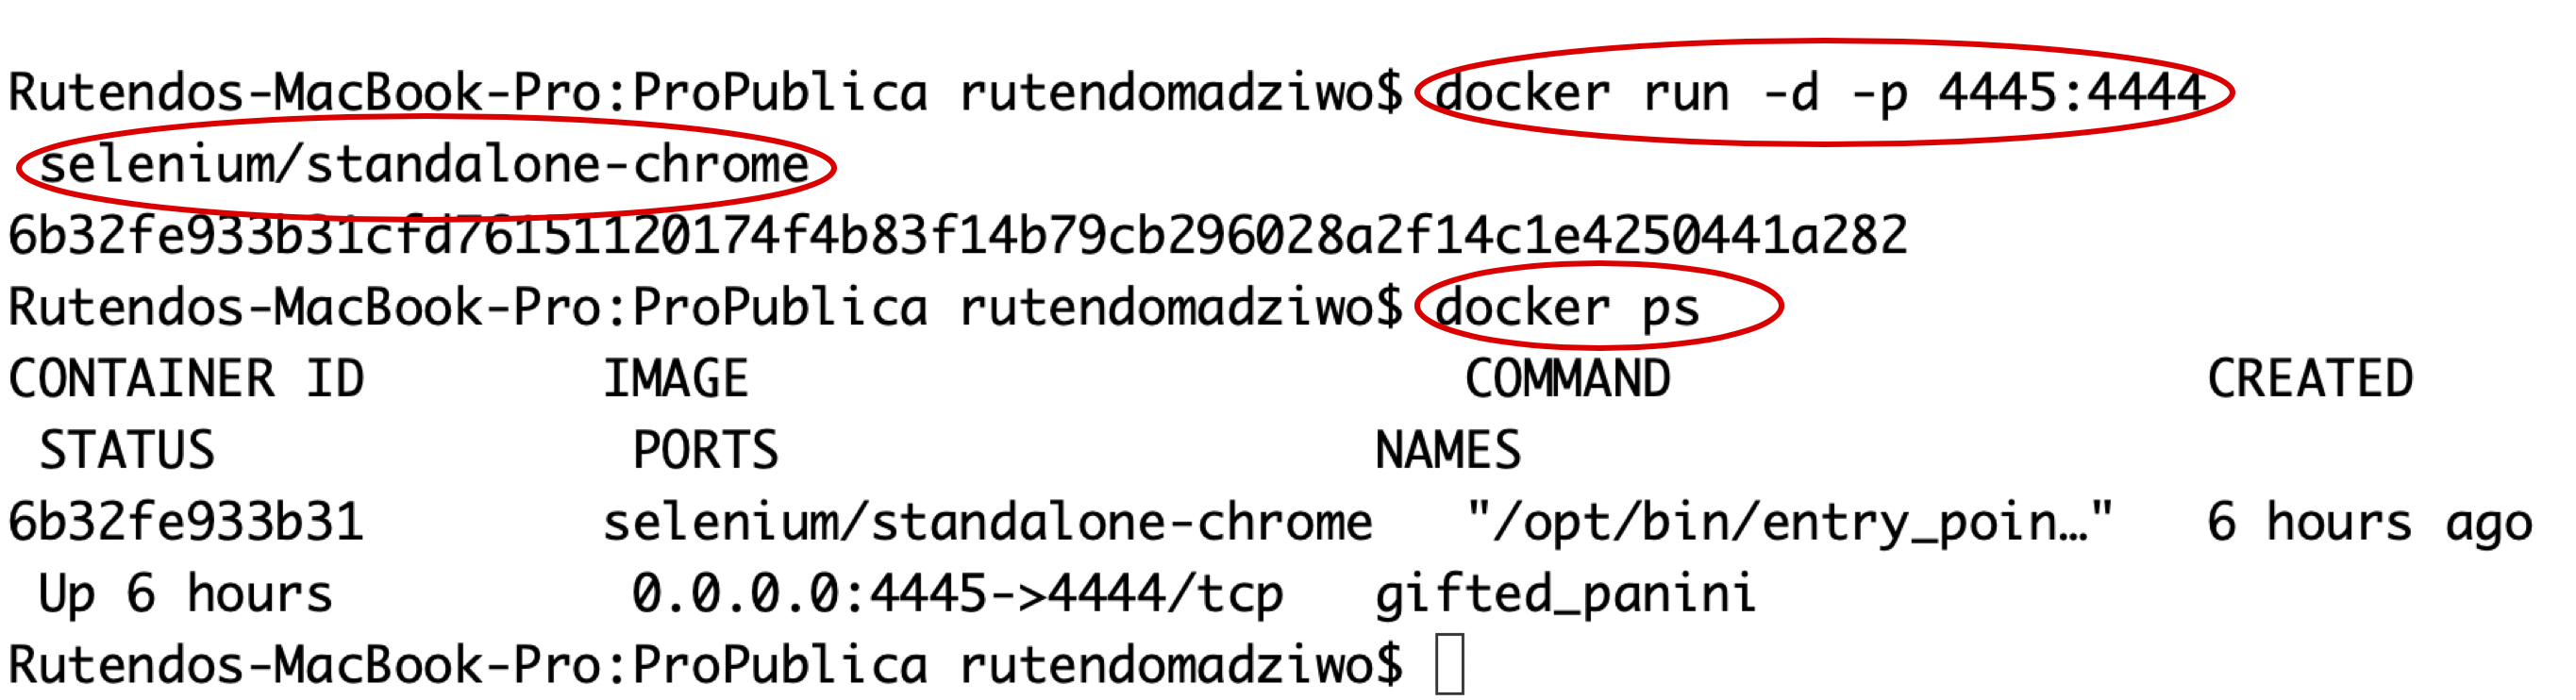 Rutendos-MacBook-Pro:ProPublica rutendomadziwo$ docker run -d -p 4445:4444
selenium/standalone-chrome
6b32fe933b31cfd76151120174f4b83f14b79cb296028a2f14c1e4250441a282
Rutendos-MacBook-Pro:ProPublica rutendomadziwo$ docker ps
CONTAINER ID IMAGE COMMAND CREATED
STATUS PORTS NAMES
6b32fe933b31 selenium/standalone-chrome "/opt/bin/entry_poin…" 6 hours ago
Up 6 hours 0.0.0.0:4445->4444/tcp gifted_panini
Rutendos-MacBook-Pro:ProPublica rutendomadziwo$